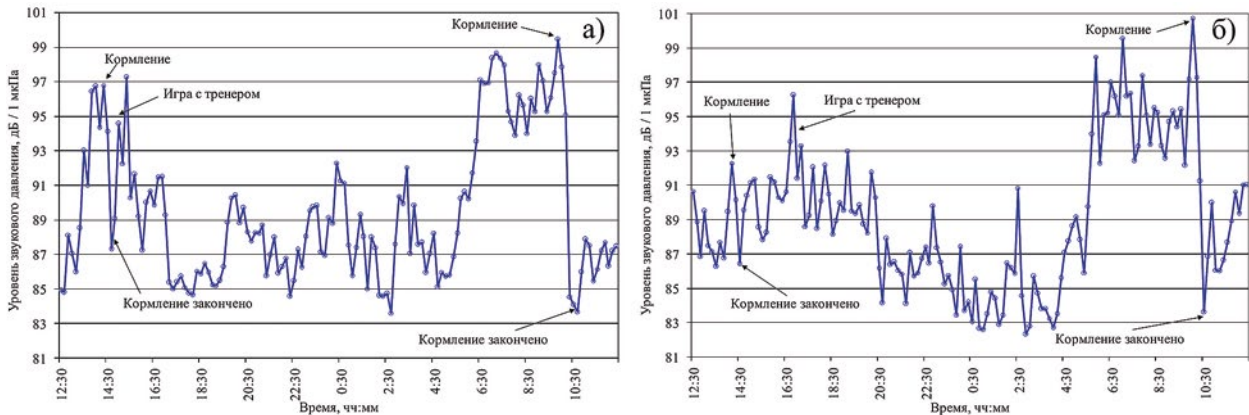 а)
101
99
97
95
93
91
89
87
85
83
81
Уровень звукового давления, дБ / 1 мкПа
Кормление
Игра с тренером
Кормление закончено
Кормление
Кормление закончено
12:30
14:30
16:30
18:30
20:30
22:30
0:30
2:30
4:30
6:30
8:30
10:30
Время, чч:мм
б)
101
99
97
95
93
91
89
87
85
83
81
Уровень звукового давления, дБ / 1 мкПа
Кормление
Игра с тренером
Кормление закончено
Кормление
Кормление закончено
12:30
14:30
16:30
18:30
20:30
22:30
0:30
2:30
4:30
6:30
8:30
10:30
Время, чч:мм